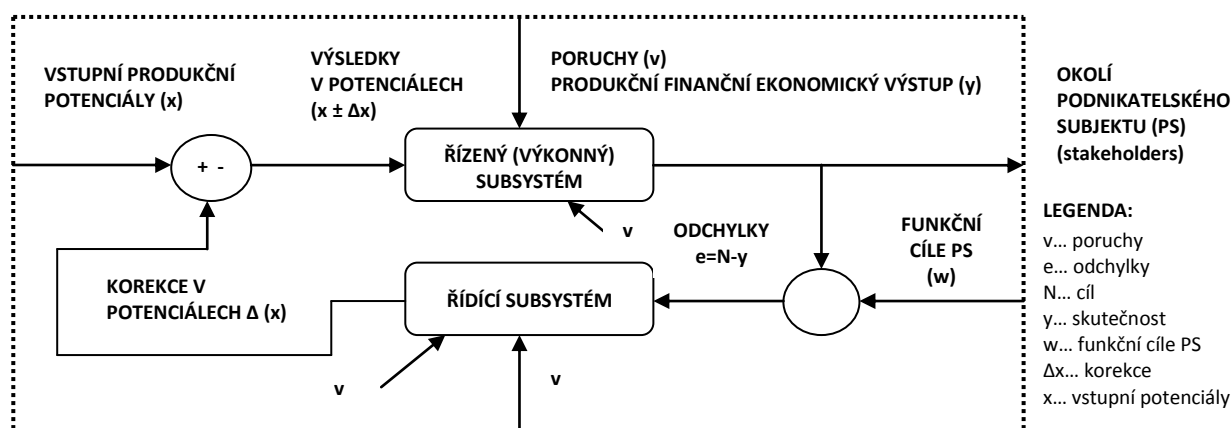 VSTUPNÍ PRODUKČNÍ
POTENCIÁLY (x)
VÝSLEDKY
V POTENCIÁLECH
(x ± Δx)
PORUCHY (v)
PRODUKČNÍ FINANČNÍ EKONOMICKÝ VÝSTUP (y)
OKOLÍ
PODNIKATELSKÉHO
SUBJEKTU (PS)
(stakeholders)
+ -
ŘÍZENÝ (VÝKONNÝ)
SUBSYSTÉM
v
ODCHYLKY
e=N-y
FUNKČNÍ
CÍLE PS
(w)
KOREKCE V
POTENCIÁLECH Δ (x)
ŘÍDÍCÍ SUBSYSTÉM
v
v
LEGENDA:
v... poruchy
e... odchylky
N... cíl
y... skutečnost
w... funkční cíle PS
Δx... korekce
x... vstupní potenciály